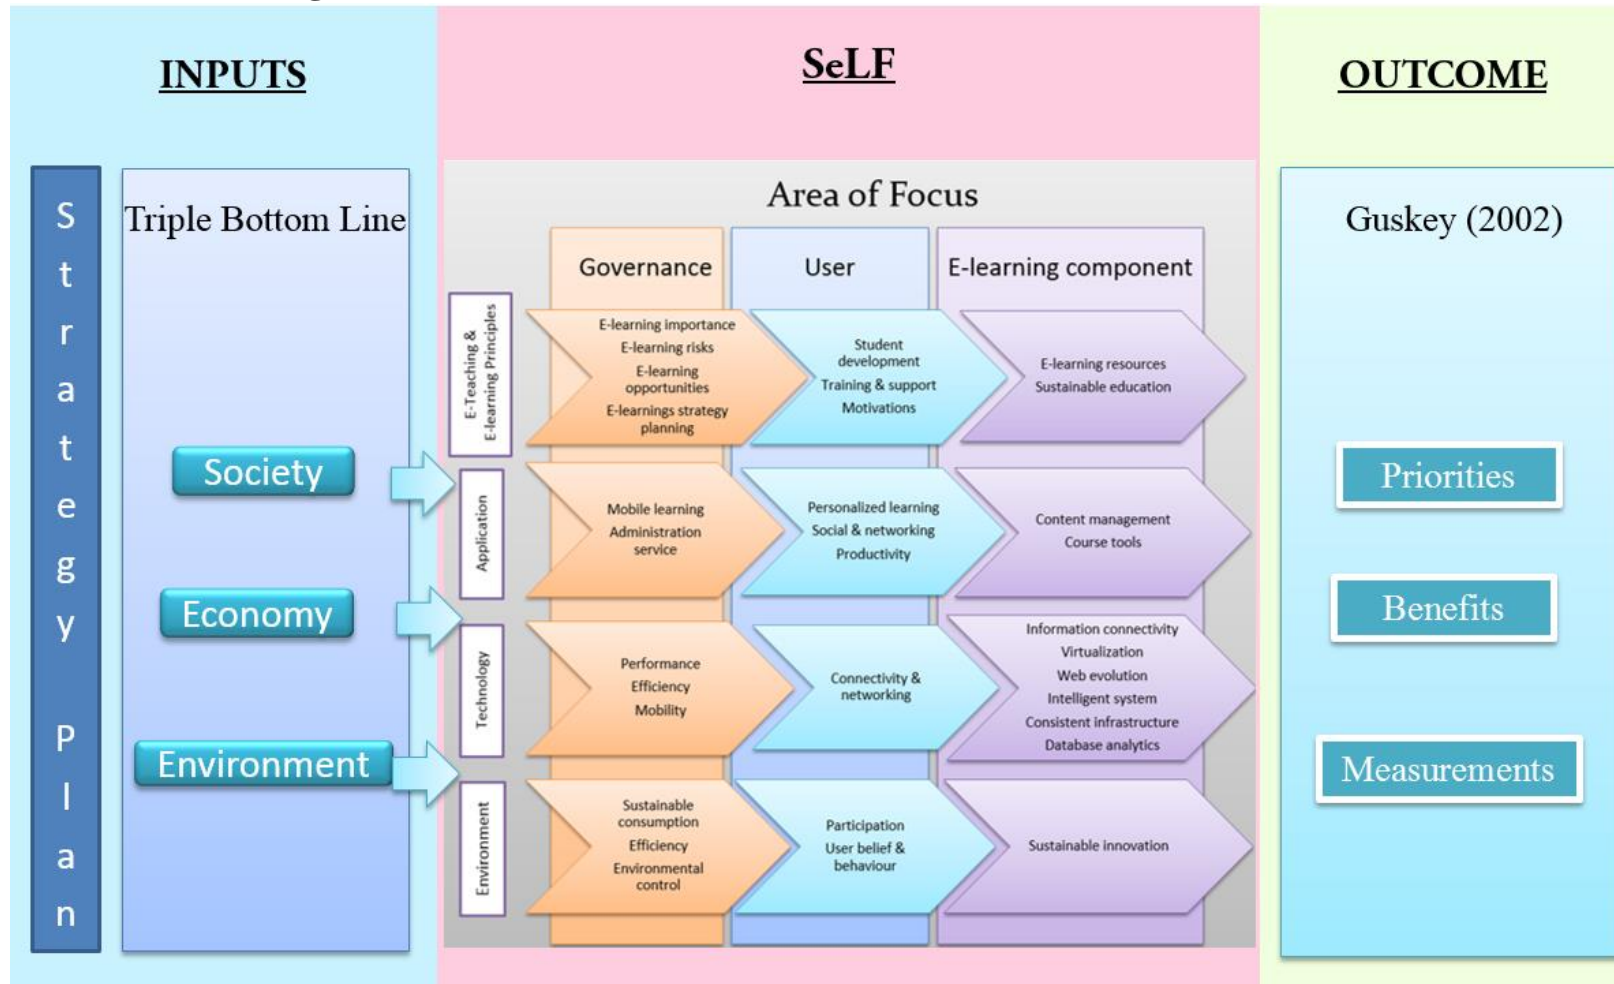 INPUTS
Strategy Plan
Triple Bottom Line
Society
Economy
Environment
SeLF
Area of Focus
Governance
User
E-learning component
E-Teaching &
E-learning Principles
E-learning importance
E-learning risks
E-learning
opportunities
E-learnings strategy
planning
Student
development
Training & support
Motivations
E-learning resources
Sustainable education
Application
Mobile learning
Administration
service
Personalized learning
Social & networking
Productivity
Content management
Course tools
Technology
Performance
Efficiency
Mobility
Connectivity &
networking
Information connectivity
Virtualization
Web evolution
Intelligent system
Consistent infrastructure
Database analytics
Environment
Sustainable
consumption
Efficiency
Environmental
control
Participation
User belief &
behaviour
Sustainable innovation
OUTCOME
Guskey (2002)
Priorities
Benefits
Measurements